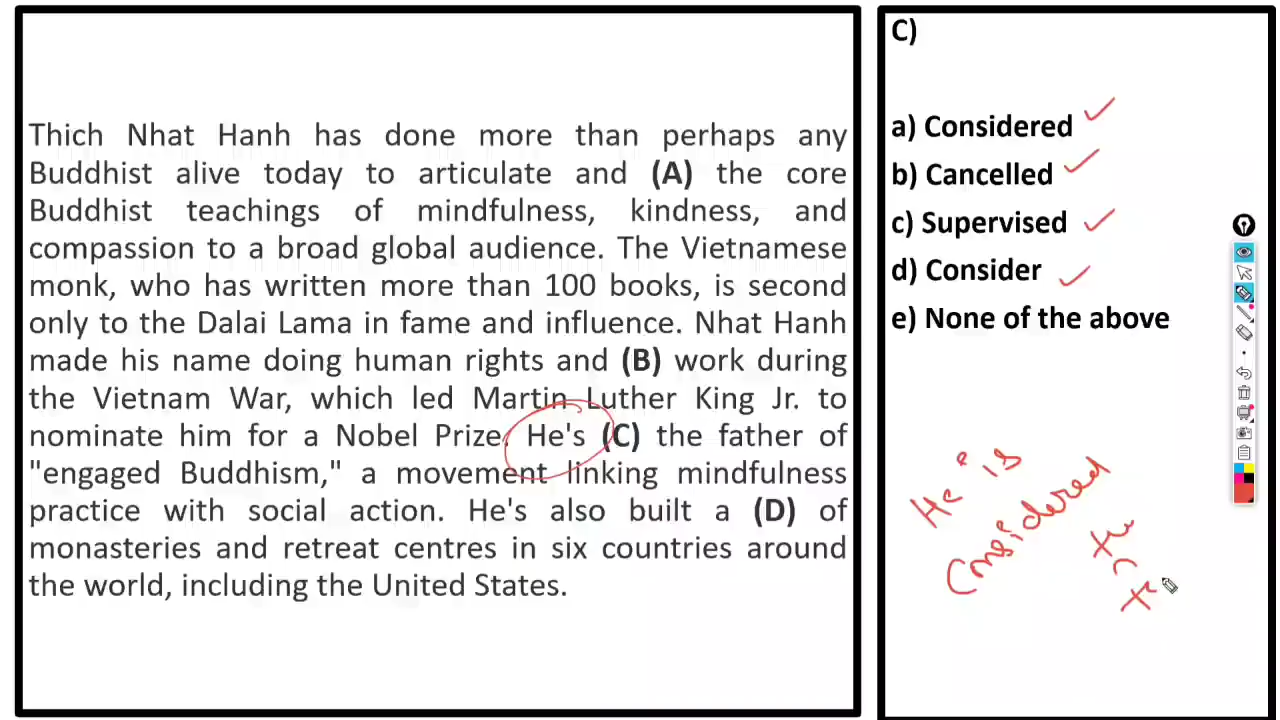 Thich Nhat Hanh has done more than perhaps any
Buddhist alive today to articulate and (A) the core
Buddhist teachings of mindfulness, kindness, and
compassion to a broad global audience. The Vietnamese
monk, who has written more than 100 books, is second
only to the Dalai Lama in fame and influence. Nhat Hanh
made his name doing human rights and (B) work during
the Vietnam War, which led Martin Luther King Jr. to
nominate him for a Nobel Prize. He's (C) the father of
"engaged Buddhism," a movement linking mindfulness
practice with social action. He's also built a (D) of
monasteries and retreat centres in six countries around
the world, including the United States.
C)
a) Considered
b) Cancelled
c) Supervised
d) Consider
e) None of the above
He is
Considered